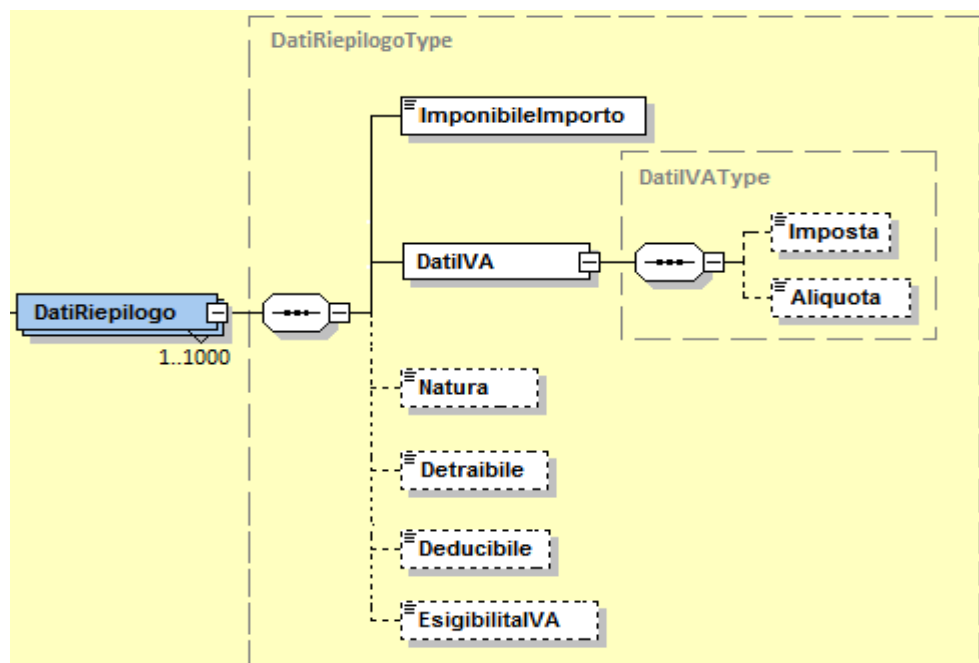 DatiRiepilogoType
ImponibileImporto
DatiIVAType
Imposta
DatiIVA
Aliquota
DatiRiepilogo
1..1000
Natura
Detraibile
Deducibile
EsigibilitaIVA